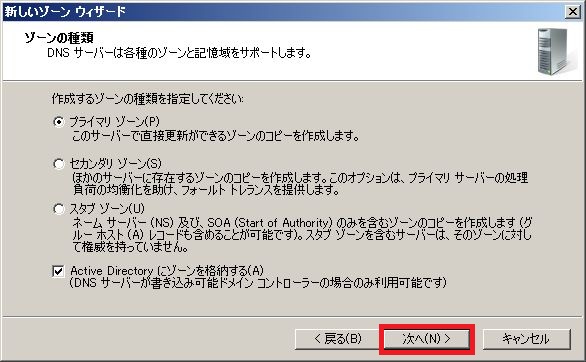 新しいゾーン ウィザード
ゾーンの種類
DNS サーバーは各種のゾーンと記憶域をサポートします。
作成するゾーンの種類を指定してください:
プライマリ ゾーン(P)
このサーバーで直接更新ができるゾーンのコピーを作成します。
セカンダリ ゾーン(S)
ほかのサーバーに存在するゾーンのコピーを作成します。このオプションは、プライマリ サーバーの処理
負荷の均衡化を助け、フォールト トレランスを提供します。
スタブ ゾーン(U)
ネーム サーバー (NS) 及び、SOA (Start of Authority) のみを含むゾーンのコピーを作成します (グ
ルー ホスト (A) レコードも含めることが可能です)。スタブ ゾーンを含むサーバーは、そのゾーンに対し
て権威を持っていません。
Active Directory にゾーンを格納する(A)
(DNS サーバーが書き込み可能ドメイン コントローラーの場合のみ利用可能です)
< 戻る(B) 次へ(N) > キャンセル